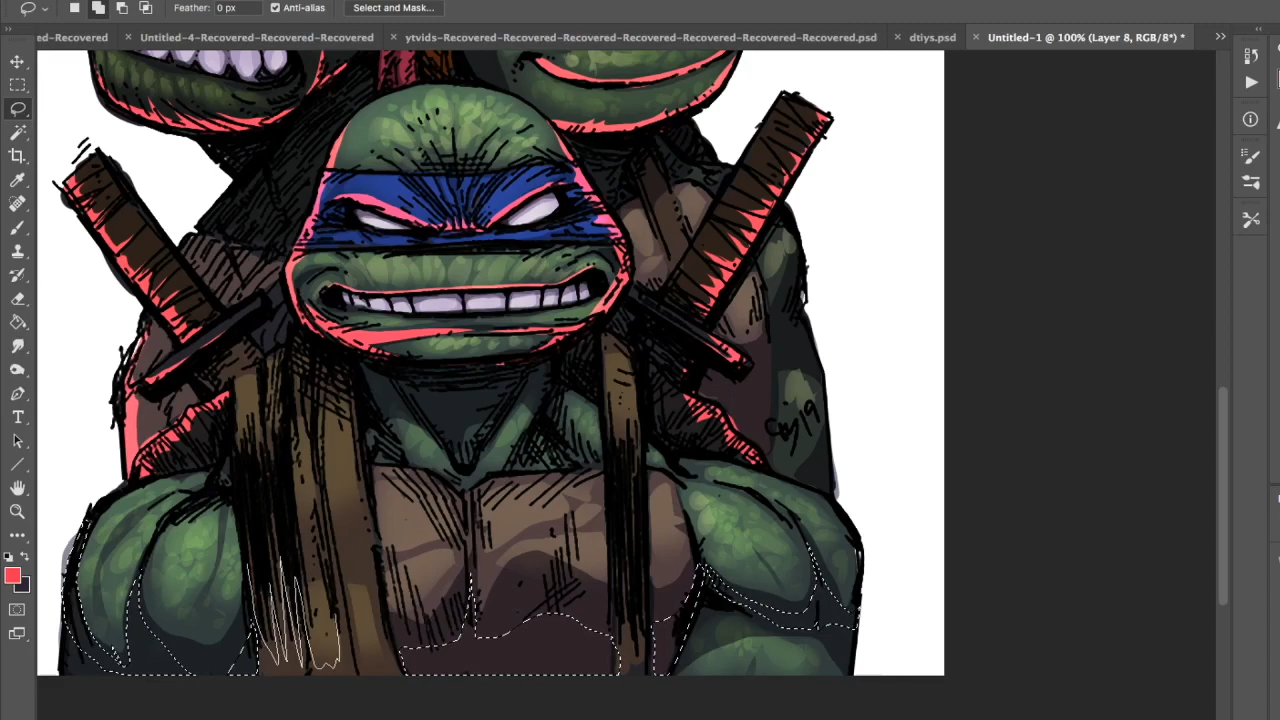 Feather: 0 px Anti-alias Select and Mask...
ed-Recovered × Untitled-4-Recovered-Recovered-Recovered × ytvids-Recovered-Recovered-Recovered-Recovered-Recovered-Recovered.psd × dtiys.psd × Untitled-1 @ 100% (Layer 8, RGB/8*) *